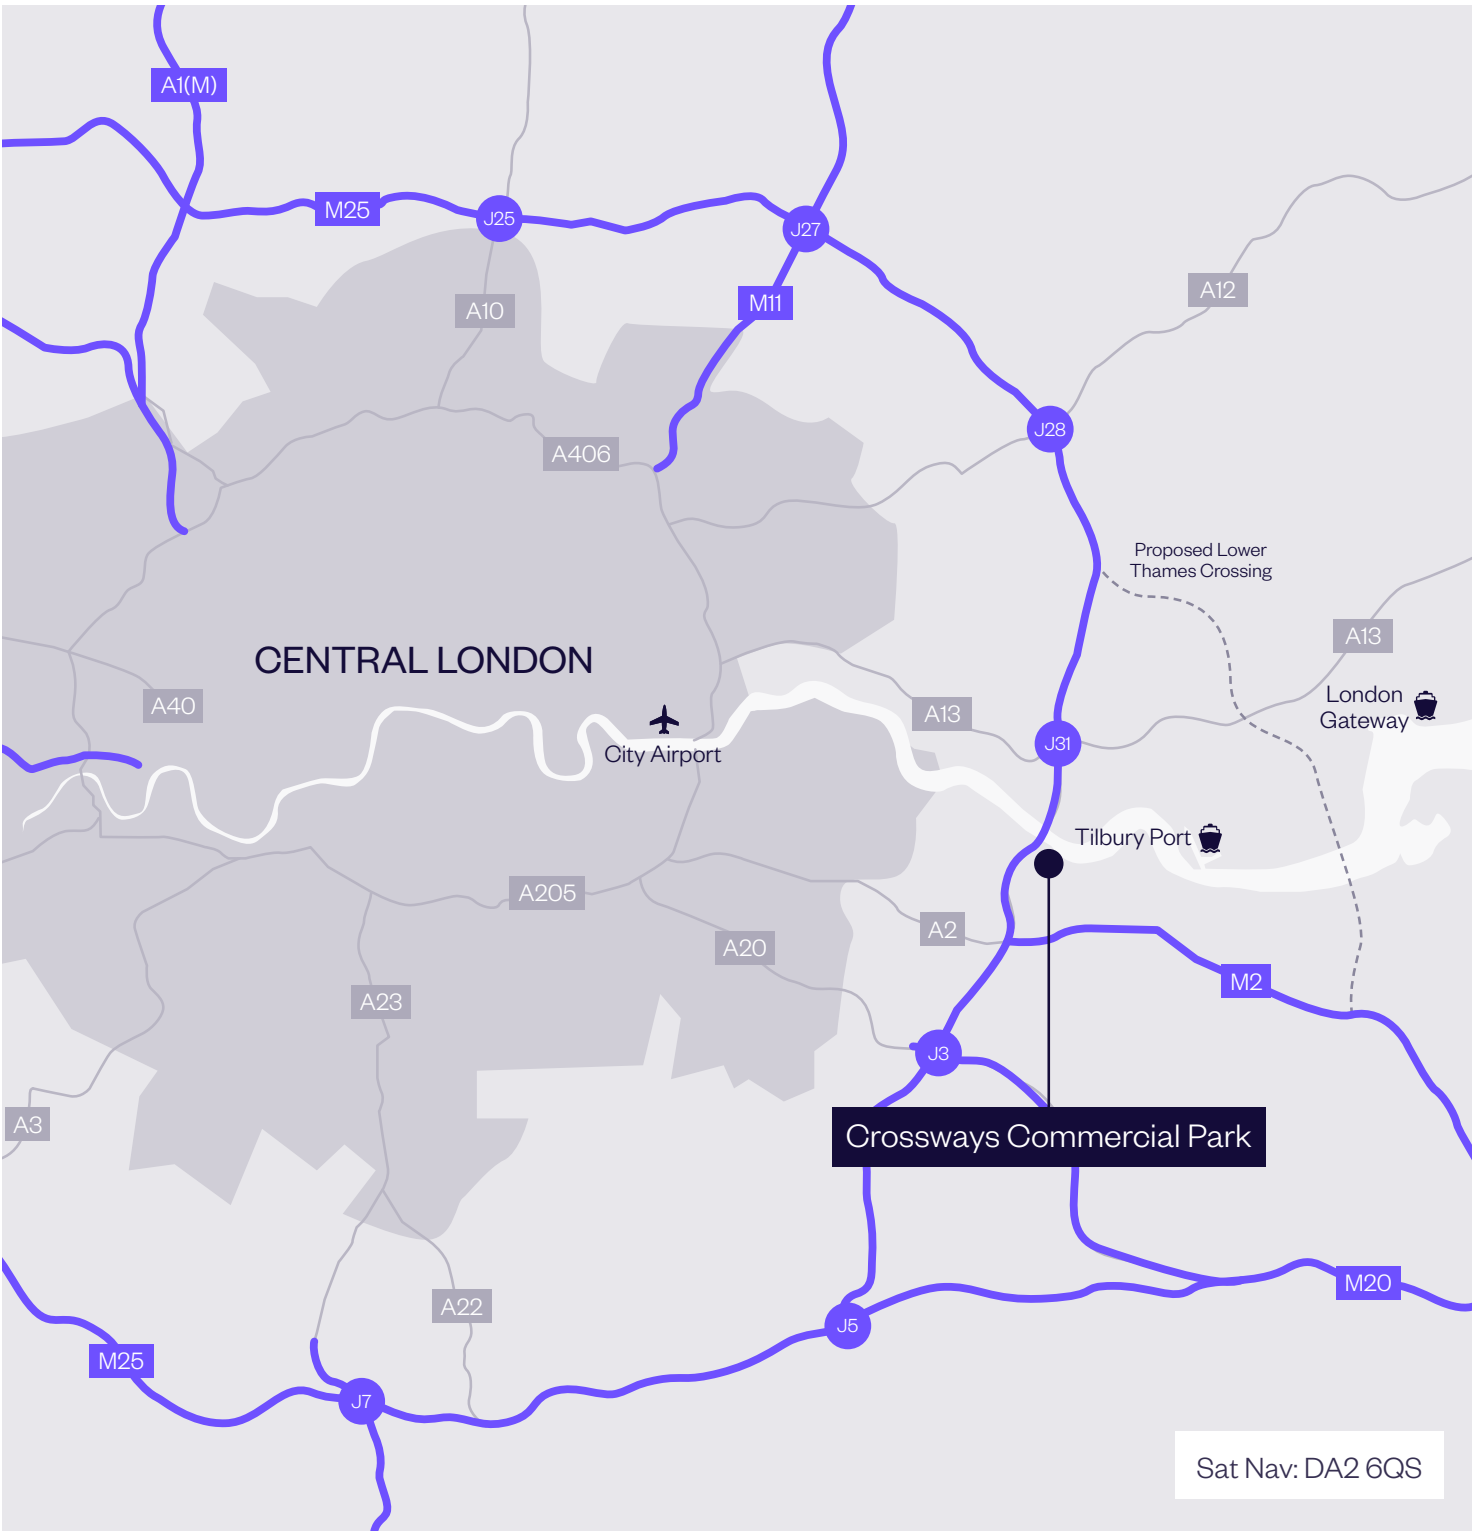 A1(M)
M25
J25
J27
A10
M11
A12
J28
A406
Proposed Lower
Thames Crossing
A13
CENTRAL LONDON
A40
London
Gateway
A13
J31
City Airport
Tilbury Port
A205
A2
A20
M2
A23
J3
A3
Crossways Commercial Park
M20
A22
J5
M25
J7
Sat Nav: DA2 6QS